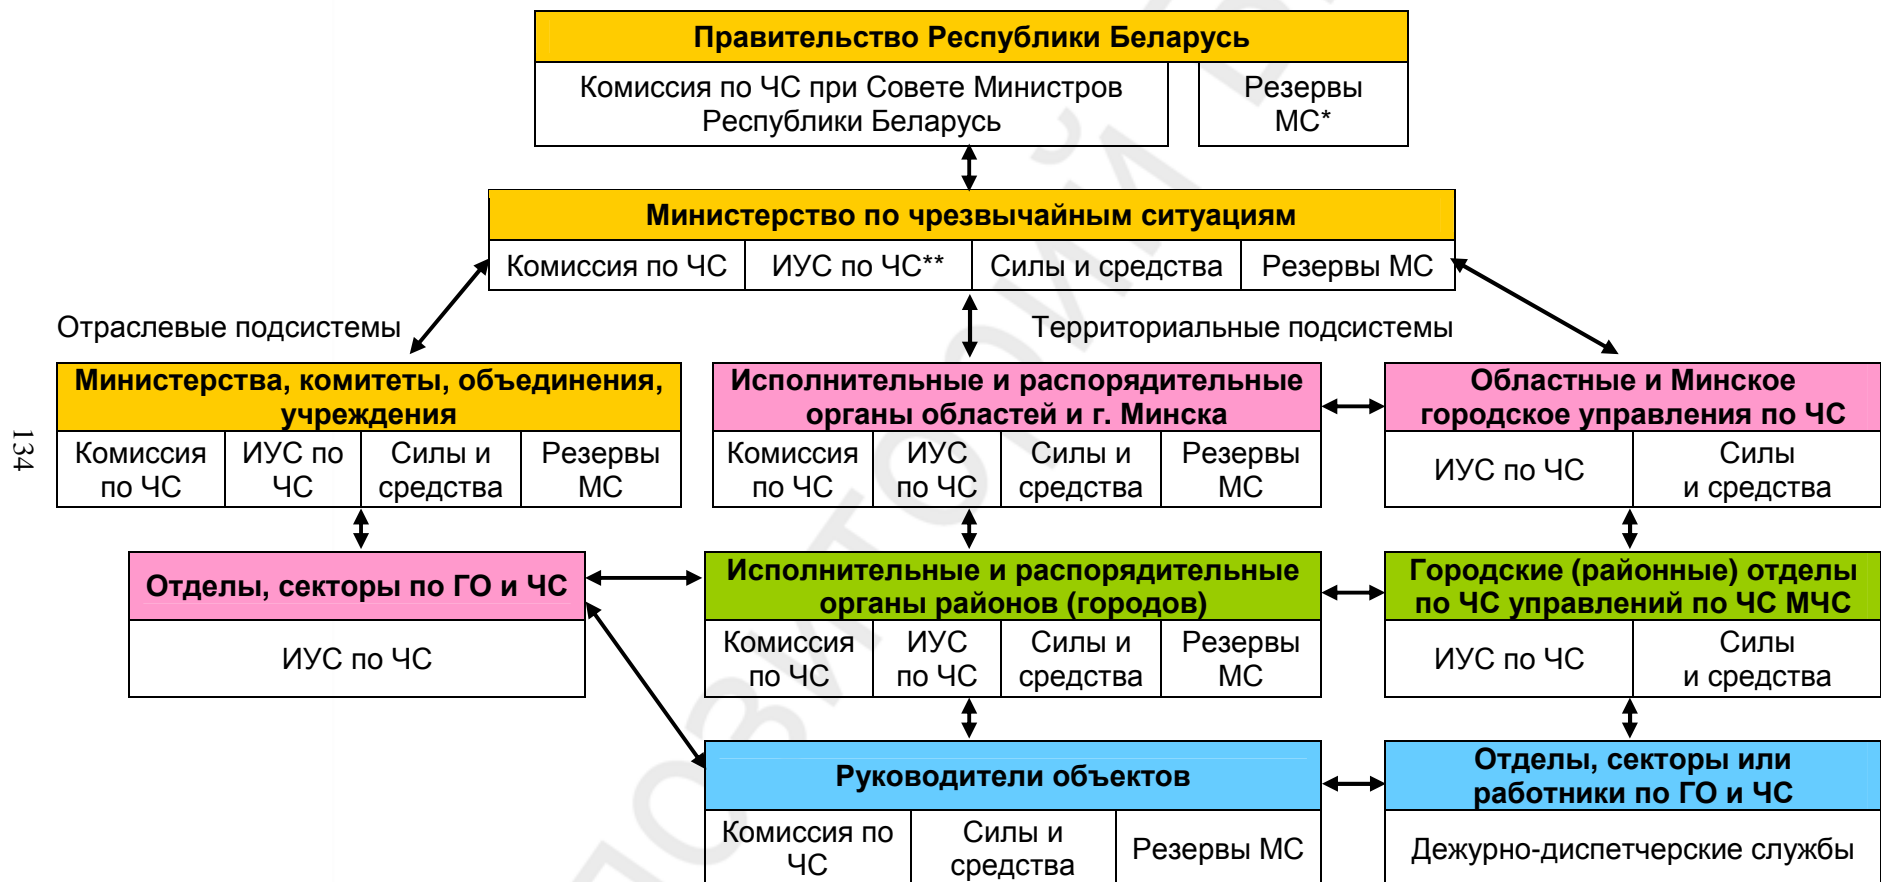 Правительство Республики Беларусь
Комиссия по ЧС при Совете Министров
Республики Беларусь
Резервы
МС*
Министерство по чрезвычайным ситуациям
Комиссия по ЧС
ИУС по ЧС**
Силы и средства
Резервы МС
Отраслевые подсистемы
Территориальные подсистемы
Министерства, комитеты, объединения,
учреждения
Комиссия
по ЧС
ИУС по
ЧС
Силы и
средства
Резервы
МС
Исполнительные и распорядительные
органы областей и г. Минска
Комиссия
по ЧС
ИУС
по ЧС
Силы и
средства
Резервы
МС
Областные и Минское
городское управления по ЧС
ИУС по ЧС
Силы
и средства
134
Отделы, секторы по ГО и ЧС
ИУС по ЧС
Исполнительные и распорядительные
органы районов (городов)
Комиссия
по ЧС
ИУС
по ЧС
Силы и
средства
Резервы
МС
Городские (районные) отделы
по ЧС управлений по ЧС МЧС
ИУС по ЧС
Силы
и средства
Руководители объектов
Комиссия по
ЧС
Силы и
средства
Резервы МС
Отделы, секторы или
работники по ГО и ЧС
Дежурно-диспетчерские службы